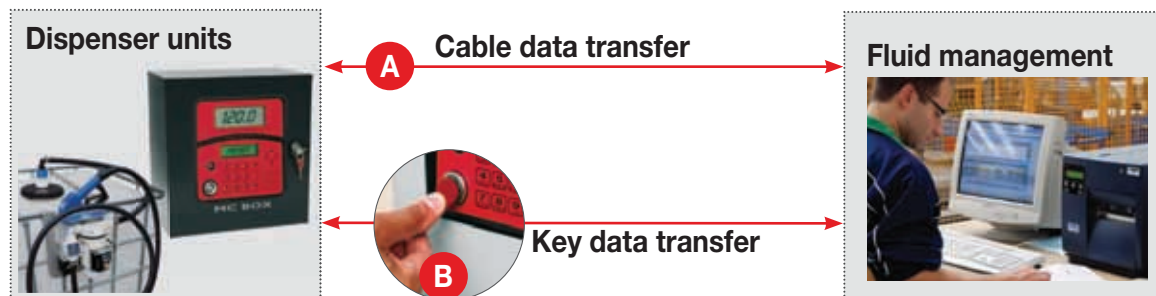 Dispenser units
A
Cable data transfer
Fluid management
120.0
MC BOX
B
Key data transfer